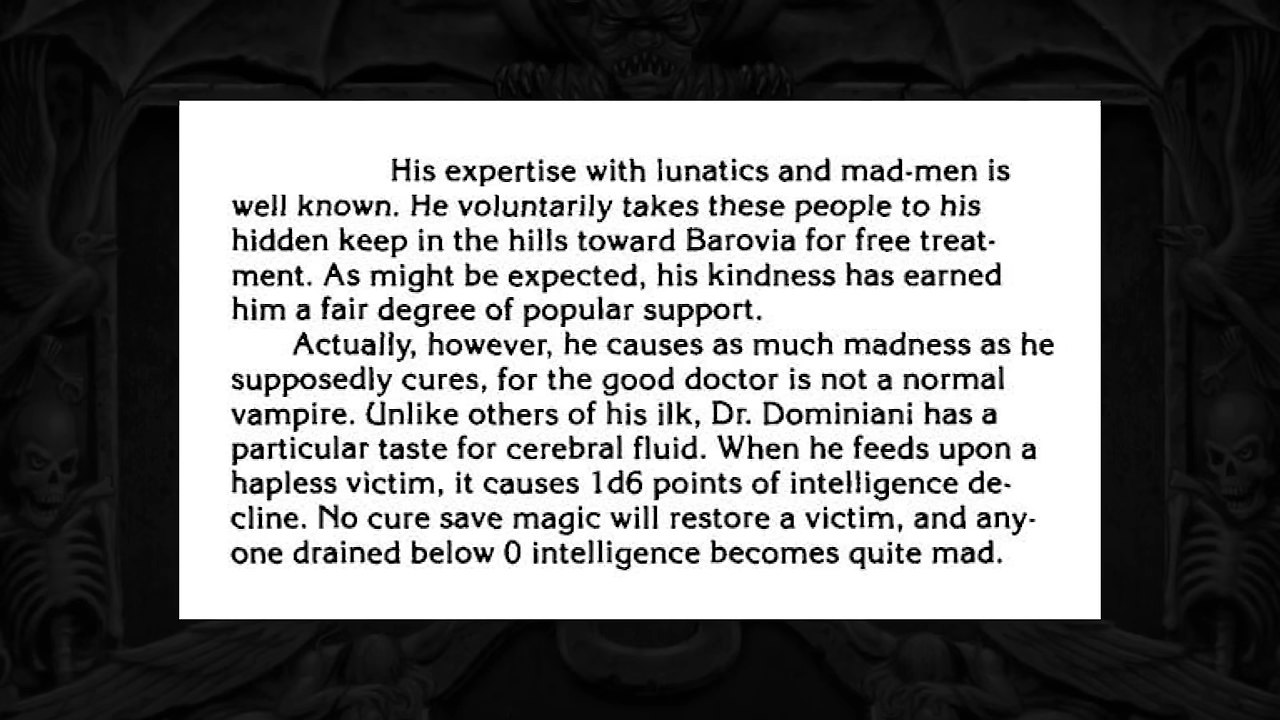 His expertise with lunatics and mad-men is
well known. He voluntarily takes these people to his
hidden keep in the hills toward Barovia for free treat-
ment. As might be expected, his kindness has earned
him a fair degree of popular support.
Actually, however, he causes as much madness as he
supposedly cures, for the good doctor is not a normal
vampire. Unlike others of his ilk, Dr. Dominiani has a
particular taste for cerebral fluid. When he feeds upon a
hapless victim, it causes 1d6 points of intelligence de-
cline. No cure save magic will restore a victim, and any-
one drained below 0 intelligence becomes quite mad.